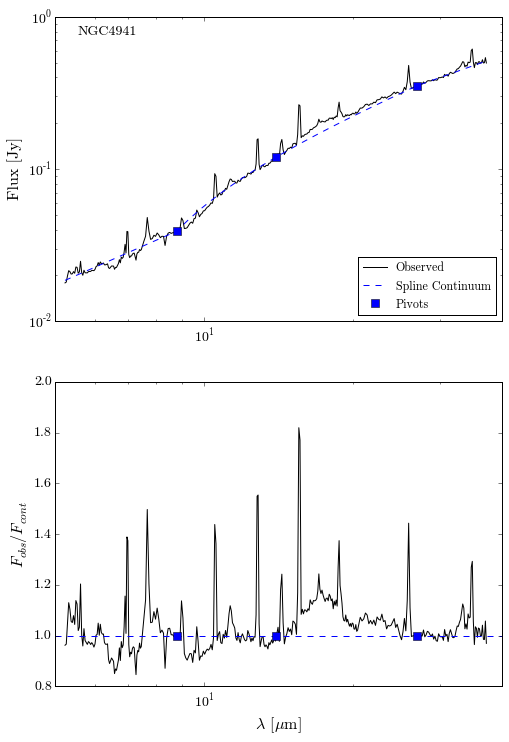 NGC4941
10^0
10^-1
10^-2
Flux [Jy]
Observed
Spline Continuum
Pivots
10^1
2.0
1.8
1.6
1.4
1.2
1.0
0.8
F_obs/F_cont
10^1
λ [μm]